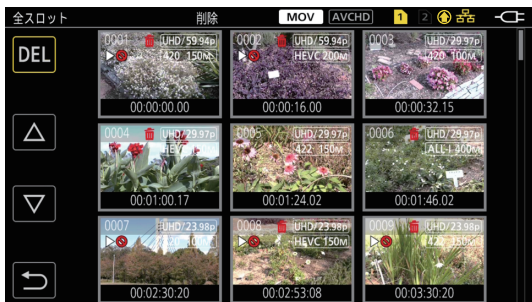 全スロット 削除 MOV AVCHD 1 2
DEL
0001 UHD/59.94p
420 150M
00:00:00.00
0002 UHD/59.94p
HEVC 200M
00:00:16.00
0003 UHD/29.97p
420 100M
00:00:32.15
0004 UHD/29.97p
HEVC
00:01:00.17
0005 UHD/29.97p
422 150M
00:01:24.02
0006 UHD/29.97p
ALL-I 400M
00:01:46.02
0007 UHD/23.98p
00:02:30:20
0008 UHD/23.98p
HEVC 150M
00:02:53:08
0009 UHD/23.98p
422 150M
00:03:30:20